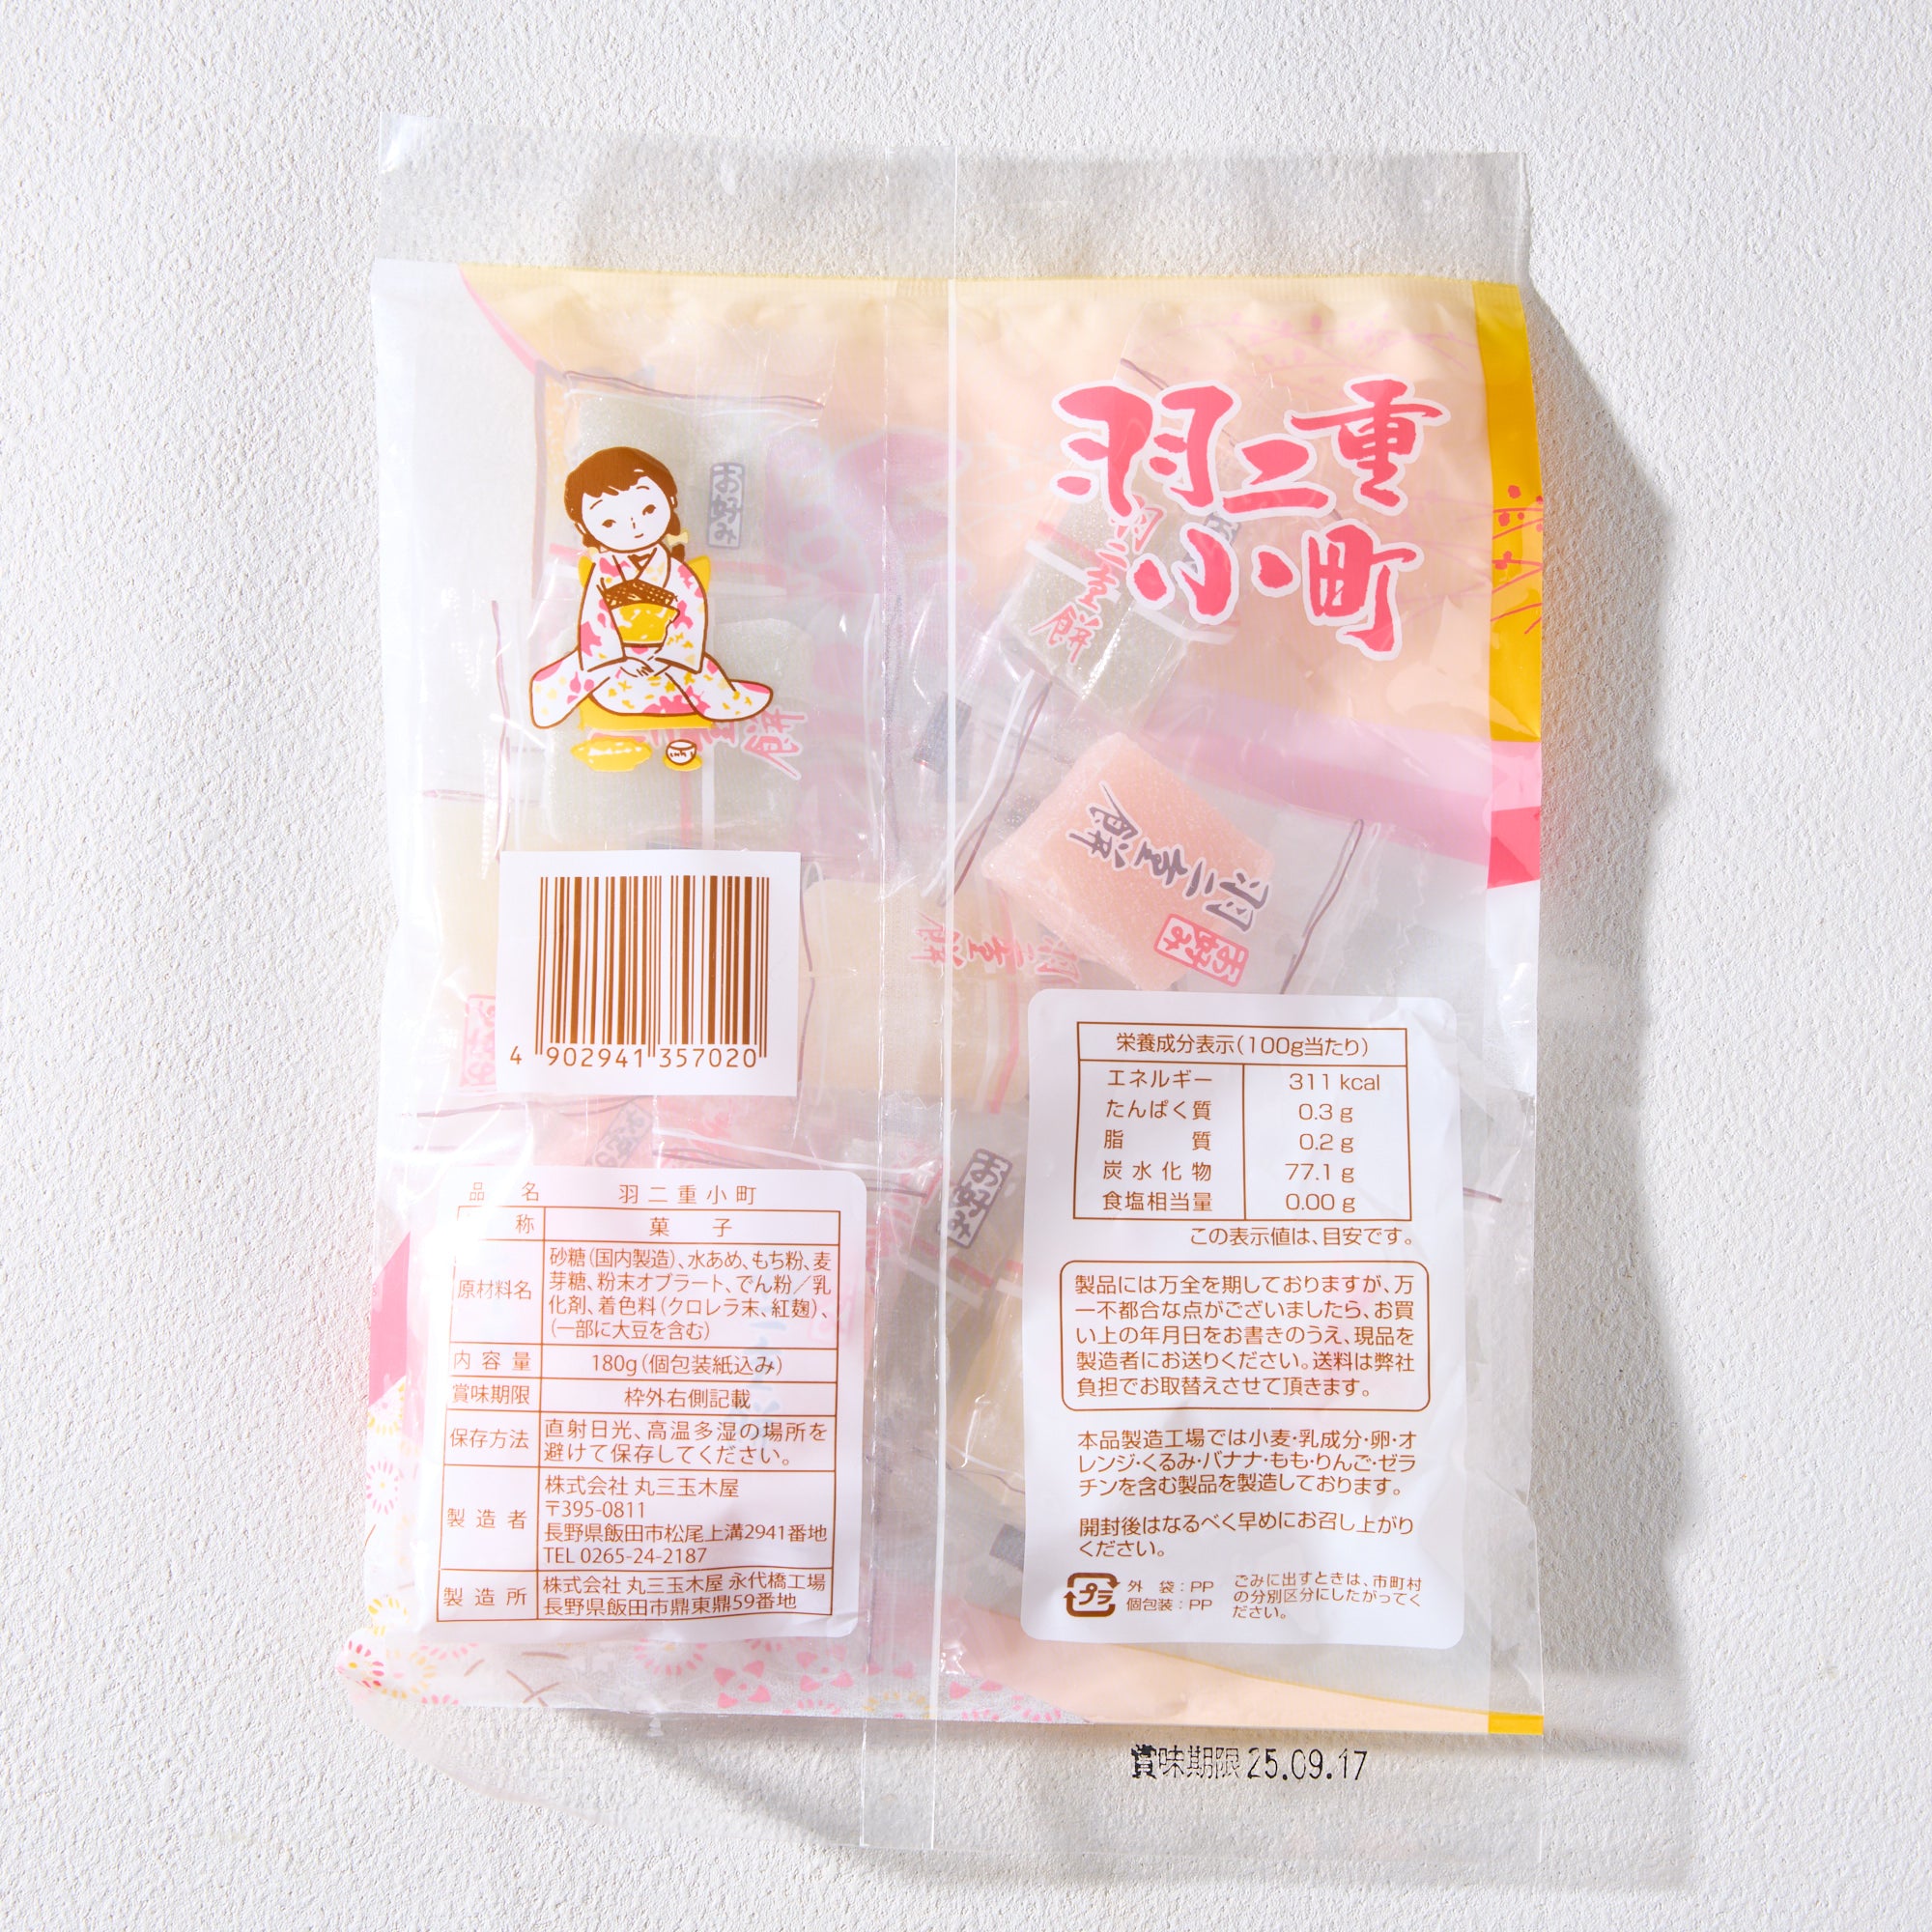 羽二重
小町
お好み
羽二重餅
餅
お好み
羽二重餅
お好み
羽二重餅
お好み
4 902941 357020
品名 羽二重小町
称 菓子
原材料名 砂糖(国内製造)、水あめ、もち粉、麦
芽糖、粉末オブラート、でん粉／乳
化剤、着色料(クロレラ末、紅麹)、
(一部に大豆を含む)
内容量 180g(個包装紙込み)
賞味期限 枠外右側記載
保存方法 直射日光、高温多湿の場所を
避けて保存してください。
製造者 株式会社 丸三玉木屋
〒395-0811
長野県飯田市松尾上溝2941番地
TEL 0265-24-2187
製造所 株式会社 丸三玉木屋 永代橋工場
長野県飯田市鼎東鼎59番地
栄養成分表示(100g当たり)
エネルギー 311 kcal
たんぱく質 0.3 g
脂質 0.2 g
炭水化物 77.1 g
食塩相当量 0.00 g
この表示値は、目安です。
製品には万全を期しておりますが、万
一不都合な点がございましたら、お買
い上の年月日をお書きのうえ、現品を
製造者にお送りください。送料は弊社
負担でお取替えさせて頂きます。
本品製造工場では小麦・乳成分・卵・オ
レンジ・くるみ・バナナ・もも・りんご・ゼラ
チンを含む製品を製造しております。
開封後はなるべく早めにお召し上がり
ください。
プラ
外袋：PP
個包装：PP
ごみに出すときは、市町村
の分別区分にしたがってく
ださい。
賞味期限 25.09.17